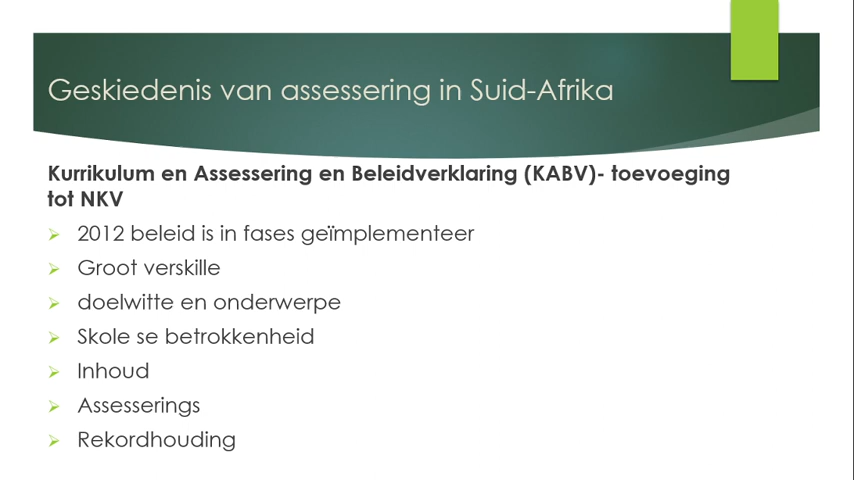 Geskiedenis van assessering in Suid-Afrika
Kurrikulum en Assessering en Beleidverklaring (KABV)- toevoeging
tot NKV
2012 beleid is in fases geïmplementeer
Groot verskille
doelwitte en onderwerpe
Skole se betrokkenheid
Inhoud
Assesserings
Rekordhouding